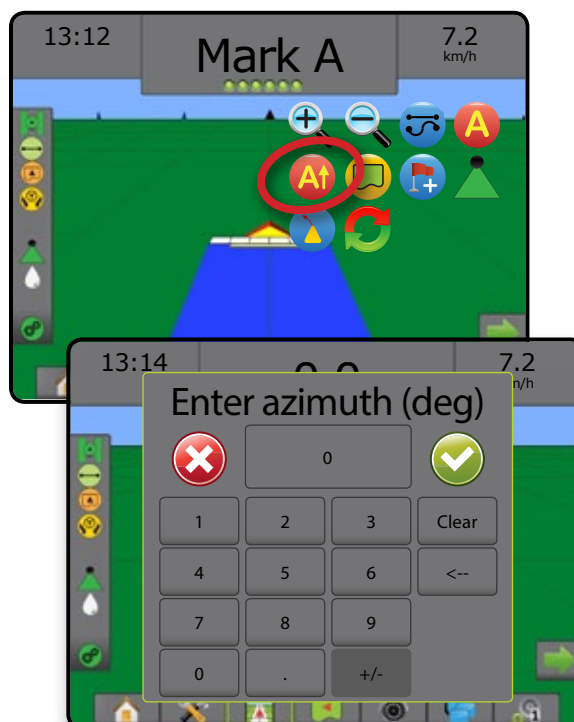 13:12 Mark A 7.2
km/h
A
A↑
13:14 7.2
Enter azimuth (deg)
0
1 2 3 Clear
4 5 6 <--
7 8 9
0 . +/-